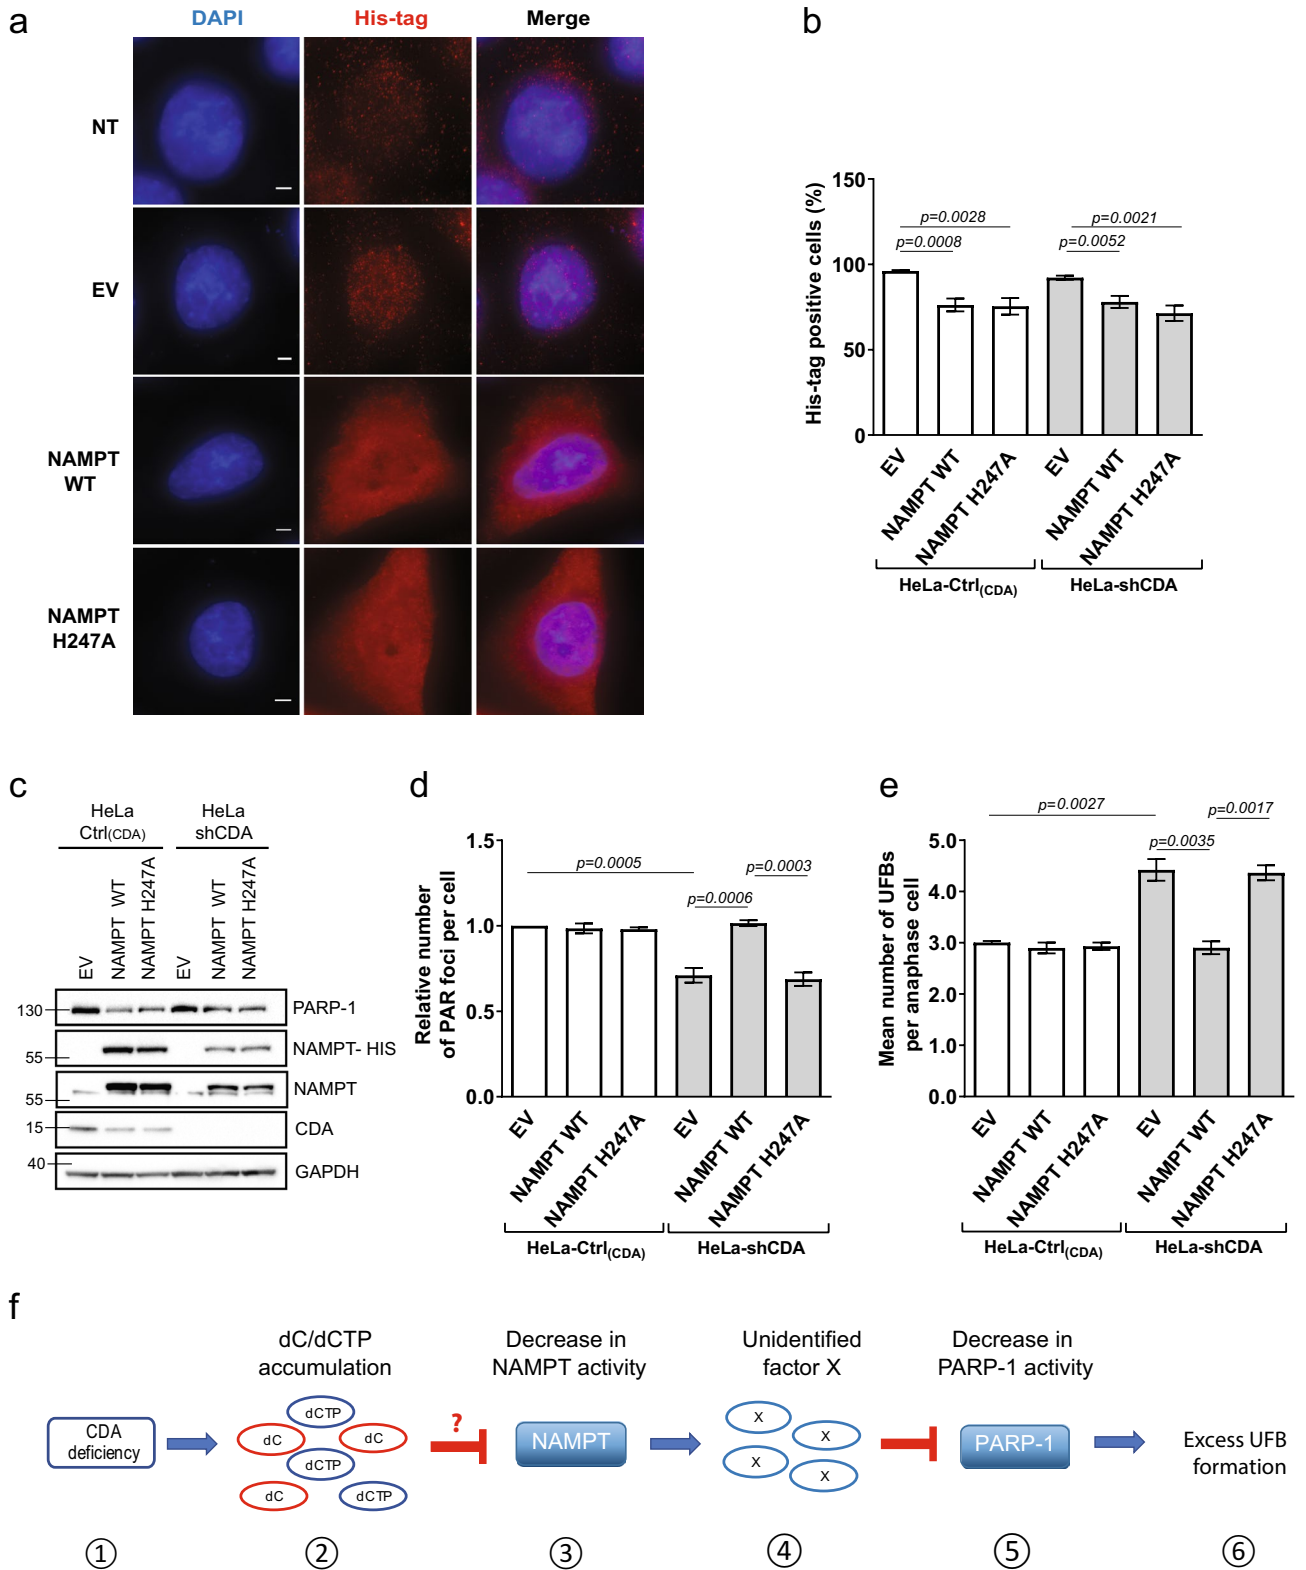 a
DAPI
His-tag
Merge
NT
EV
NAMPT
WT
NAMPT
H247A
b
His-tag positive cells (%)
150
100
50
0
p=0.0028
p=0.0008
p=0.0021
p=0.0052
EV
NAMPT WT
NAMPT H247A
EV
NAMPT WT
NAMPT H247A
HeLa-Ctrl(CDA)
HeLa-shCDA
c
HeLa
Ctrl(CDA)
HeLa
shCDA
EV
NAMPT WT
NAMPT H247A
EV
NAMPT WT
NAMPT H247A
130
PARP-1
55
NAMPT- HIS
55
NAMPT
15
CDA
40
GAPDH
d
Relative number
of PAR foci per cell
1.5
1.0
0.5
0.0
p=0.0005
p=0.0003
p=0.0006
EV
NAMPT WT
NAMPT H247A
EV
NAMPT WT
NAMPT H247A
HeLa-Ctrl(CDA)
HeLa-shCDA
e
Mean number of UFBs
per anaphase cell
5.0
4.0
3.0
2.0
1.0
0.0
p=0.0027
p=0.0017
p=0.0035
EV
NAMPT WT
NAMPT H247A
EV
NAMPT WT
NAMPT H247A
HeLa-Ctrl(CDA)
HeLa-shCDA
f
dC/dCTP
accumulation
Decrease in
NAMPT activity
Unidentified
factor X
Decrease in
PARP-1 activity
CDA
deficiency
dCTP
dC
dC
dCTP
dC
dCTP
?
NAMPT
X
X
X
X
PARP-1
Excess UFB
formation
①
②
③
④
⑤
⑥